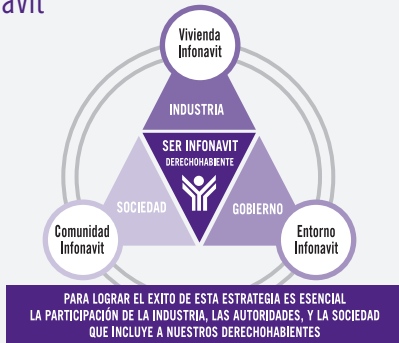 avit
Vivienda
Infonavit
INDUSTRIA
SER INFONAVIT
DERECHOHABIENTE
SOCIEDAD
GOBIERNO
Comunidad
Infonavit
Entorno
Infonavit
PARA LOGRAR EL EXITO DE ESTA ESTRATEGIA ES ESENCIAL
LA PARTICIPACIÓN DE LA INDUSTRIA, LAS AUTORIDADES, Y LA SOCIEDAD
QUE INCLUYE A NUESTROS DERECHOHABIENTES